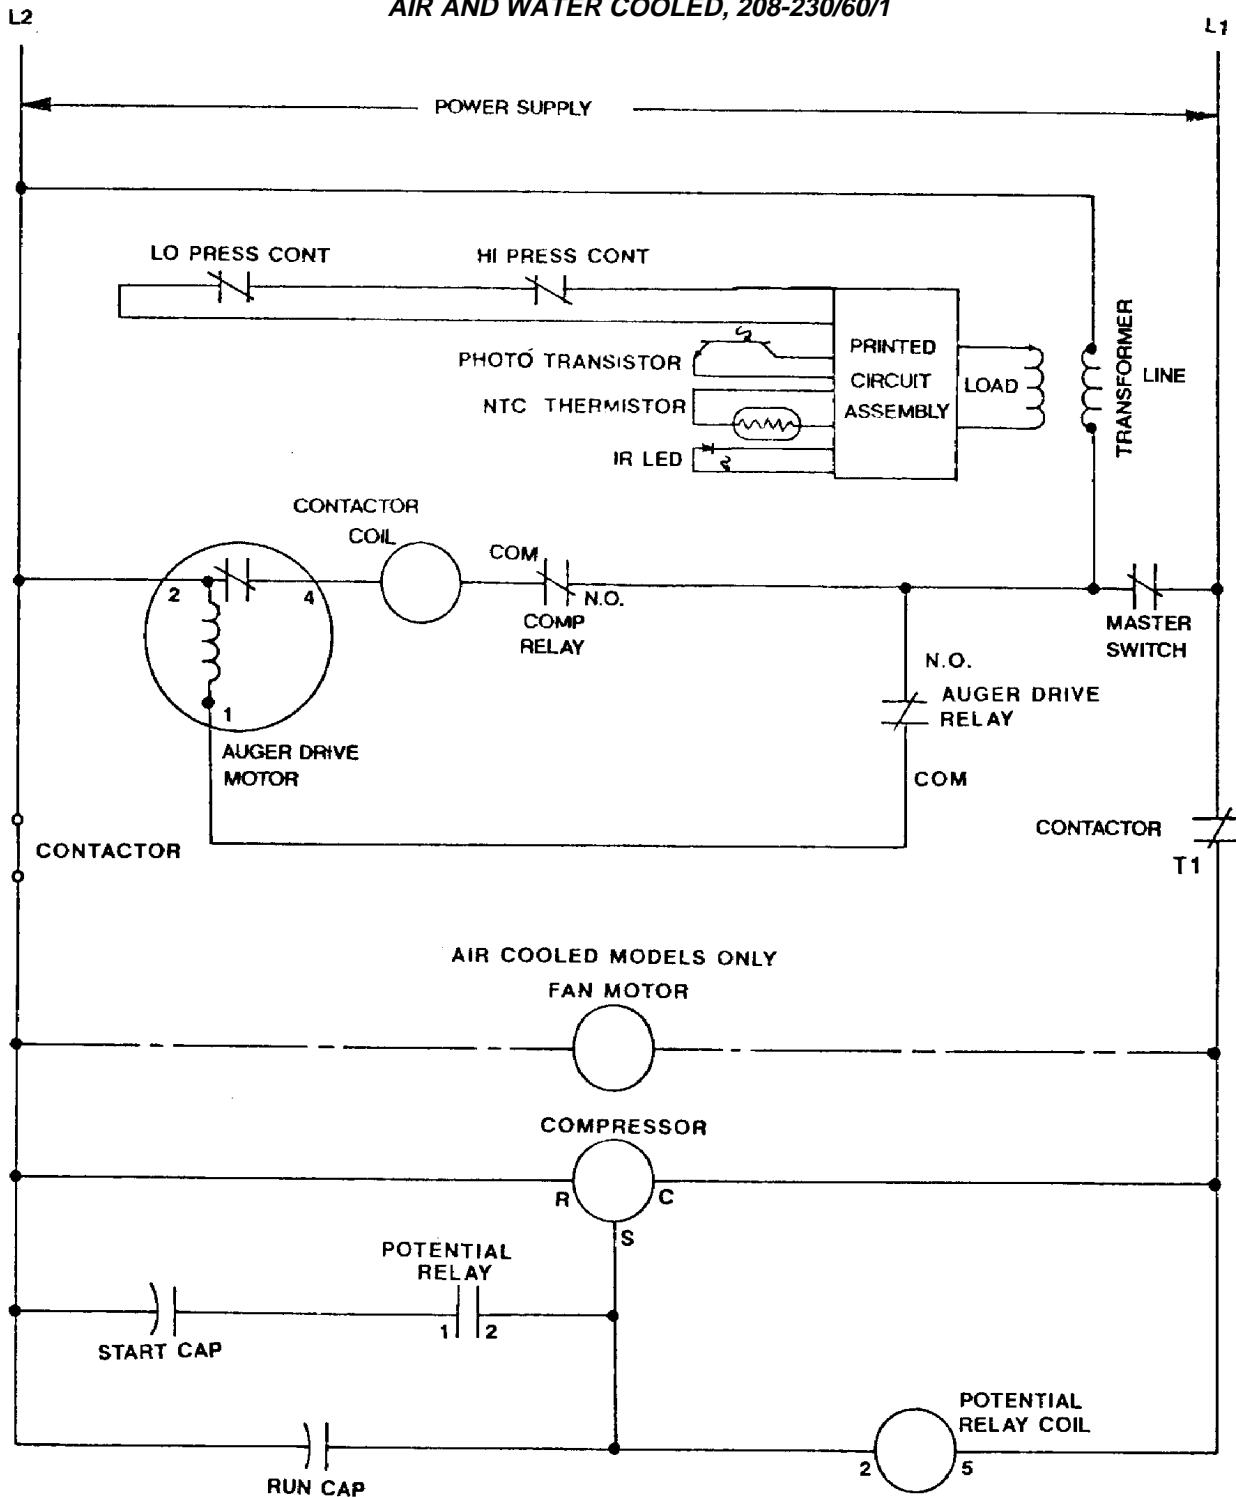 AIR AND WATER COOLED, 208-230/60/1
L2
L1
POWER SUPPLY
LO PRESS CONT
HI PRESS CONT
PHOTO TRANSISTOR
NTC THERMISTOR
IR LED
PRINTED
CIRCUIT
ASSEMBLY
LOAD
TRANSFORMER
LINE
CONTACTOR
COIL
COM
N.O.
COMP
RELAY
2
4
1
AUGER DRIVE
MOTOR
MASTER
SWITCH
N.O.
AUGER DRIVE
RELAY
COM
CONTACTOR
CONTACTOR
T1
AIR COOLED MODELS ONLY
FAN MOTOR
COMPRESSOR
R
C
S
POTENTIAL
RELAY
1
2
START CAP
POTENTIAL
RELAY COIL
2
5
RUN CAP